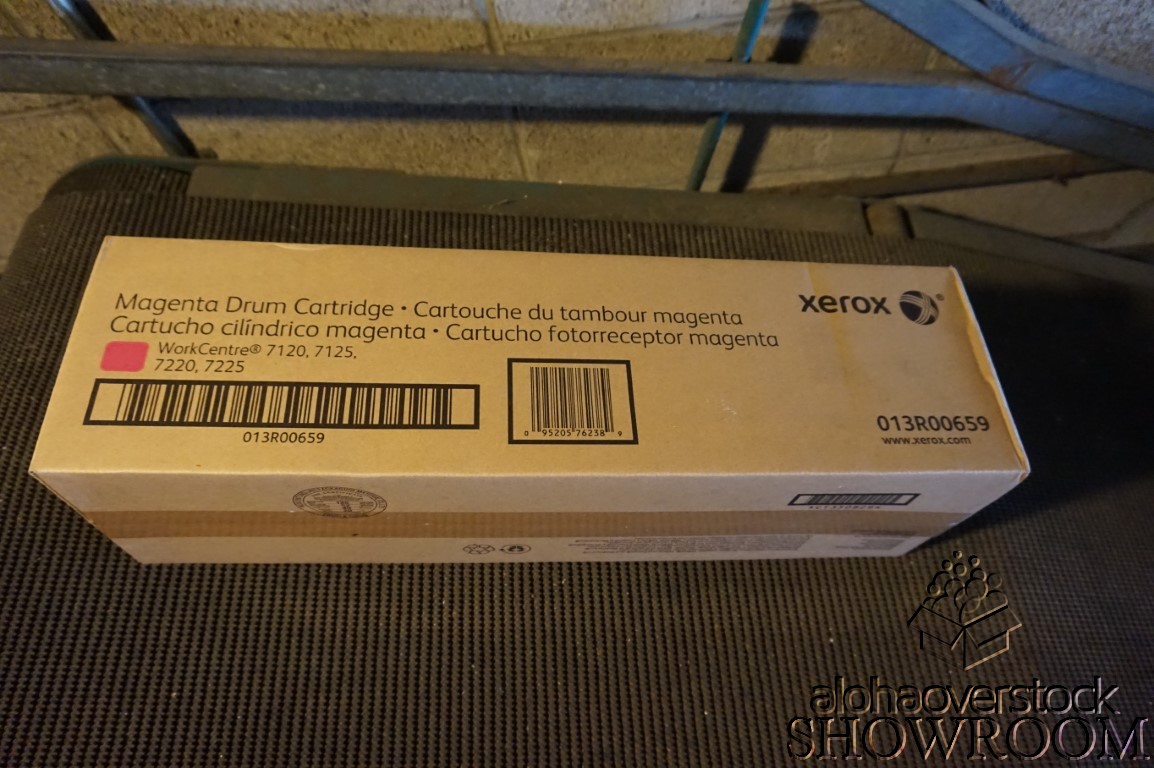 Magenta Drum Cartridge • Cartouche du tambour magenta
Cartucho cilíndrico magenta • Cartucho fotorreceptor magenta
WorkCentre® 7120, 7125,
7220, 7225
013R00659
0 95205 76238 9
xerox ®
013R00659
www.xerox.com
alohaoverstock
SHOWROOM